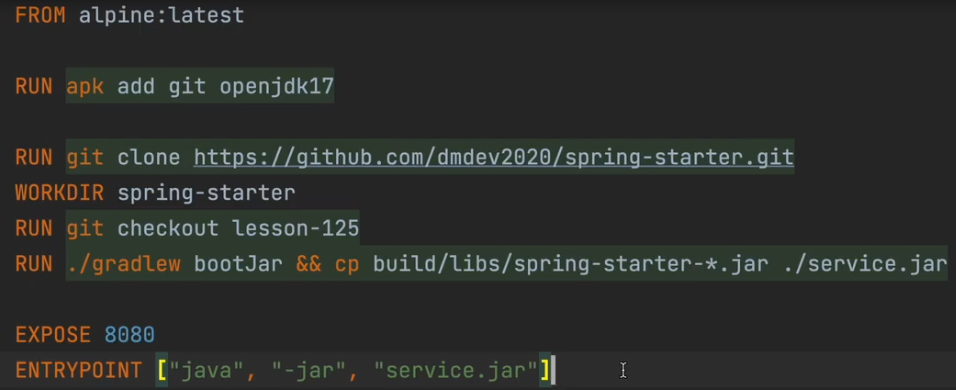 FROM alpine:latest
RUN apk add git openjdk17
RUN git clone https://github.com/dmdev2020/spring-starter.git
WORKDIR spring-starter
RUN git checkout lesson-125
RUN ./gradlew bootJar && cp build/libs/spring-starter-*.jar ./service.jar
EXPOSE 8080
ENTRYPOINT ["java", "-jar", "service.jar"]